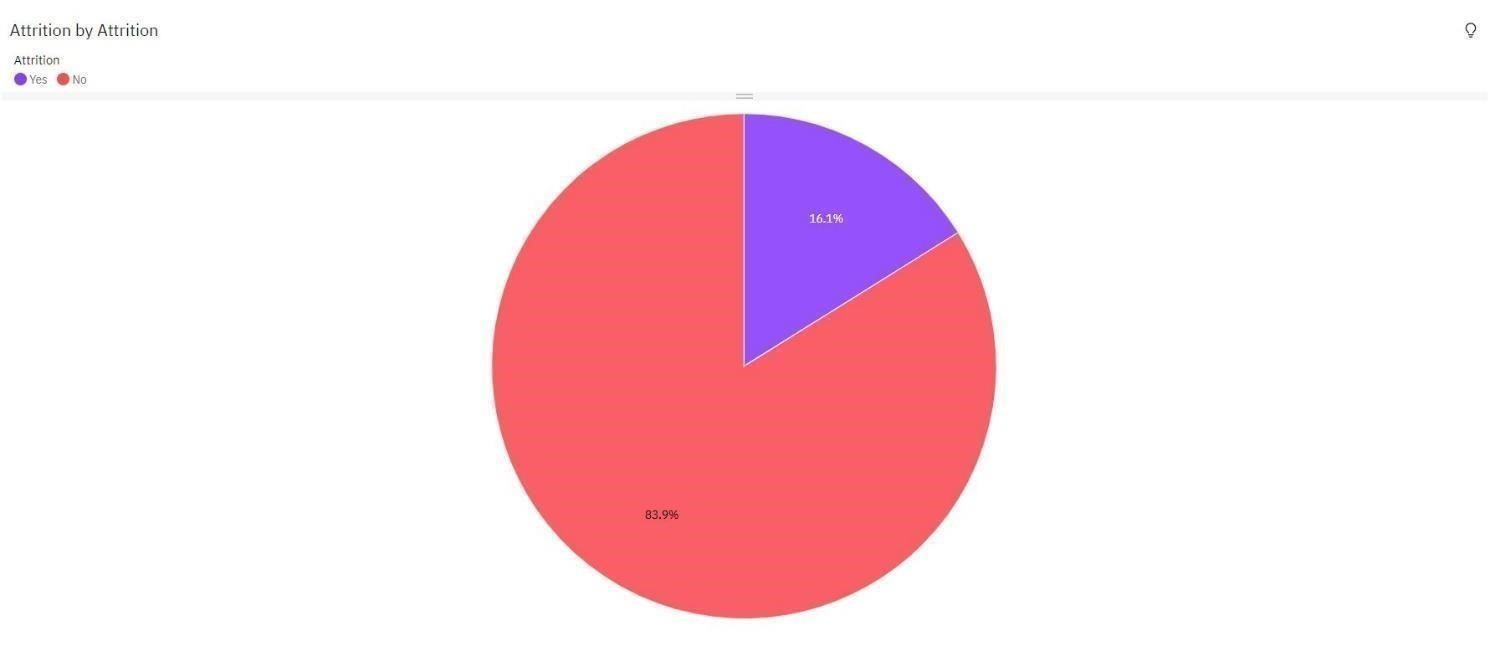 Attrition by Attrition
Attrition
Yes No
16.1%
83.9%